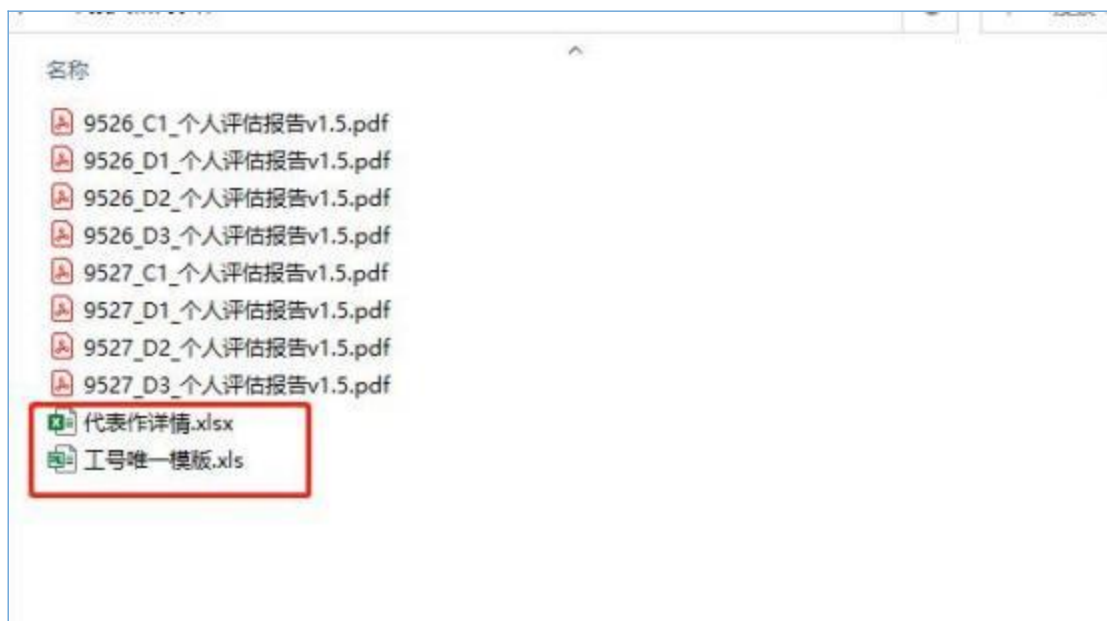 名称
9526_C1_个人评估报告v1.5.pdf
9526_D1_个人评估报告v1.5.pdf
9526_D2_个人评估报告v1.5.pdf
9526_D3_个人评估报告v1.5.pdf
9527_C1_个人评估报告v1.5.pdf
9527_D1_个人评估报告v1.5.pdf
9527_D2_个人评估报告v1.5.pdf
9527_D3_个人评估报告v1.5.pdf
代表作详情.xlsx
工号唯一模版.xls